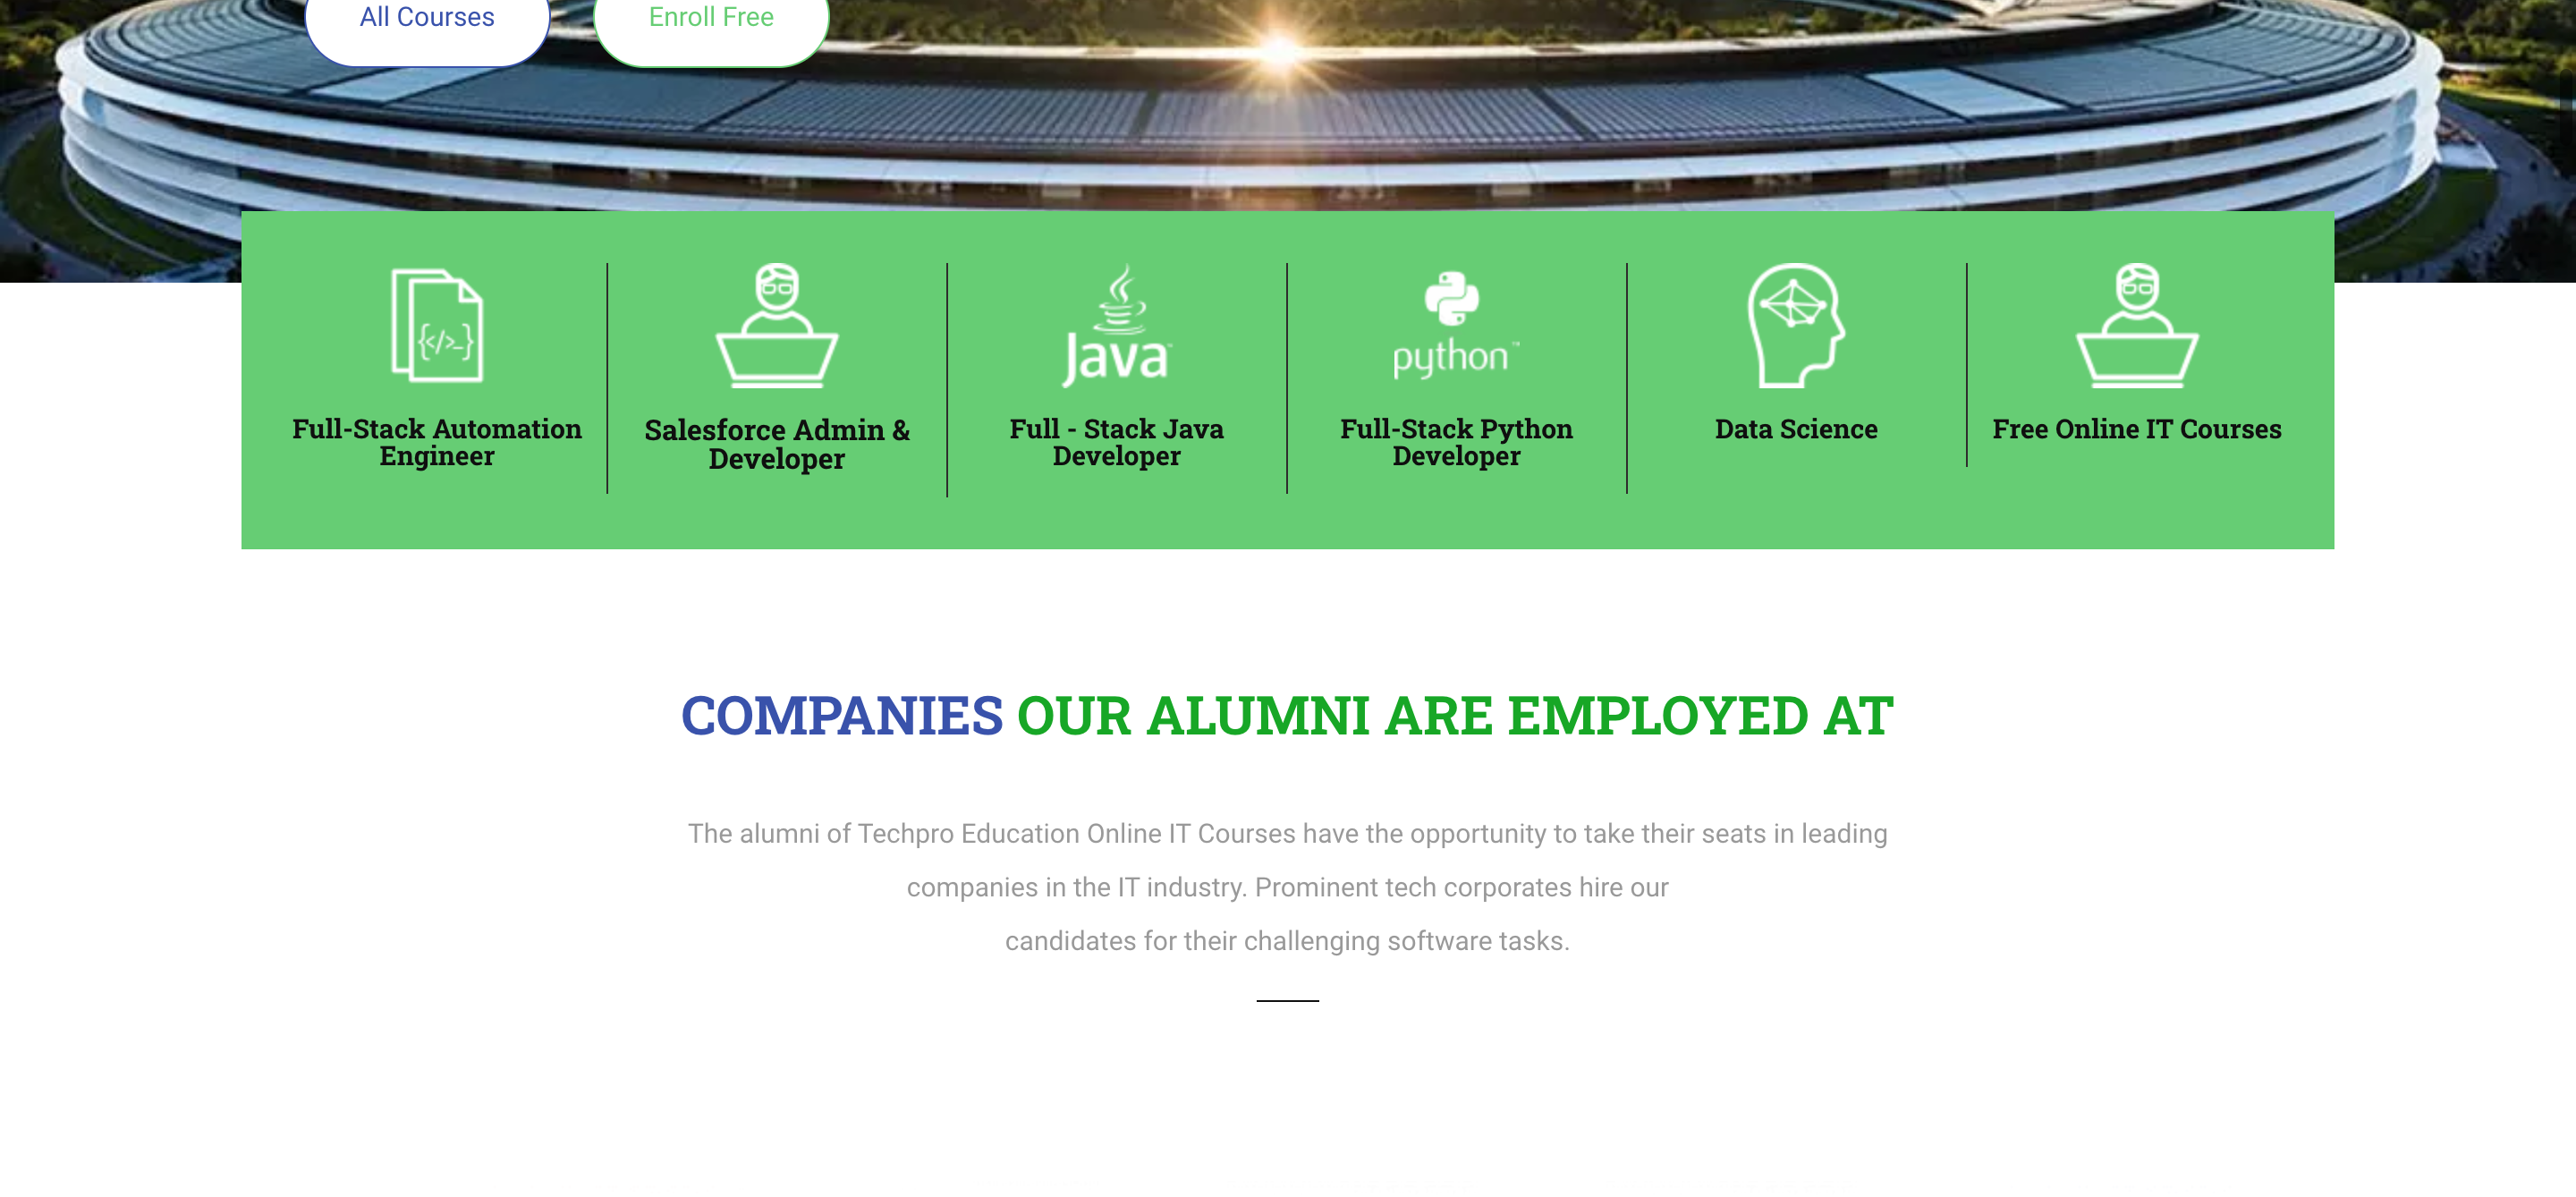 All Courses
Enroll Free
{</>_}
Java
python™
Full-Stack Automation
Engineer
Salesforce Admin &
Developer
Full - Stack Java
Developer
Full-Stack Python
Developer
Data Science
Free Online IT Courses
COMPANIES OUR ALUMNI ARE EMPLOYED AT
The alumni of Techpro Education Online IT Courses have the opportunity to take their seats in leading
companies in the IT industry. Prominent tech corporates hire our
candidates for their challenging software tasks.